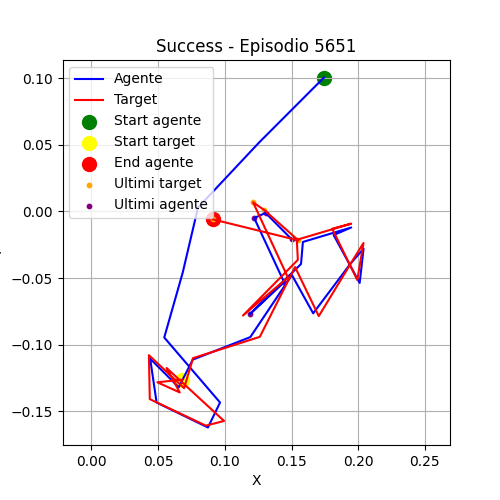 Success - Episodio 5651
Agente
Target
Start agente
Start target
End agente
Ultimi target
Ultimi agente
0.10
0.05
0.00
−0.05
−0.10
−0.15
0.00
0.05
0.10
0.15
0.20
0.25
X